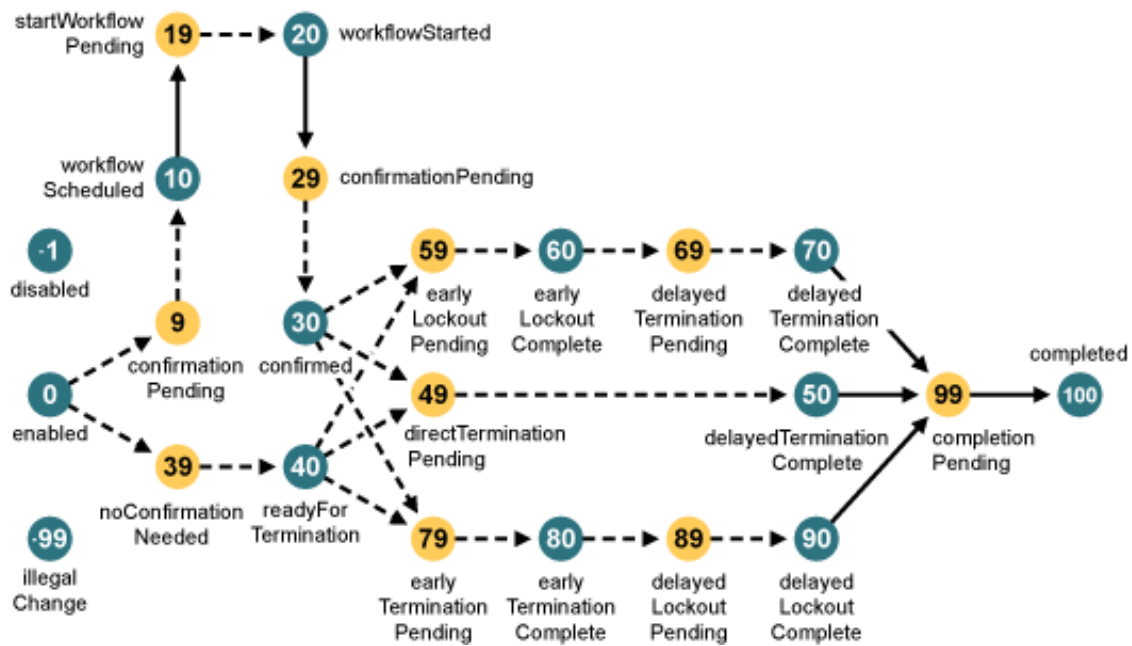 startWorkflow
Pending
19
20
workflowStarted
workflow
Scheduled
10
29
confirmationPending
-1
disabled
9
confirmation
Pending
30
confirmed
59
early
Lockout
Pending
60
early
Lockout
Complete
69
delayed
Termination
Pending
70
delayed
Termination
Complete
0
enabled
49
directTermination
Pending
50
delayedTermination
Complete
99
completion
Pending
completed
100
39
noConfirmation
Needed
40
readyFor
Termination
-99
illegal
Change
79
early
Termination
Pending
80
early
Termination
Complete
89
delayed
Lockout
Pending
90
delayed
Lockout
Complete